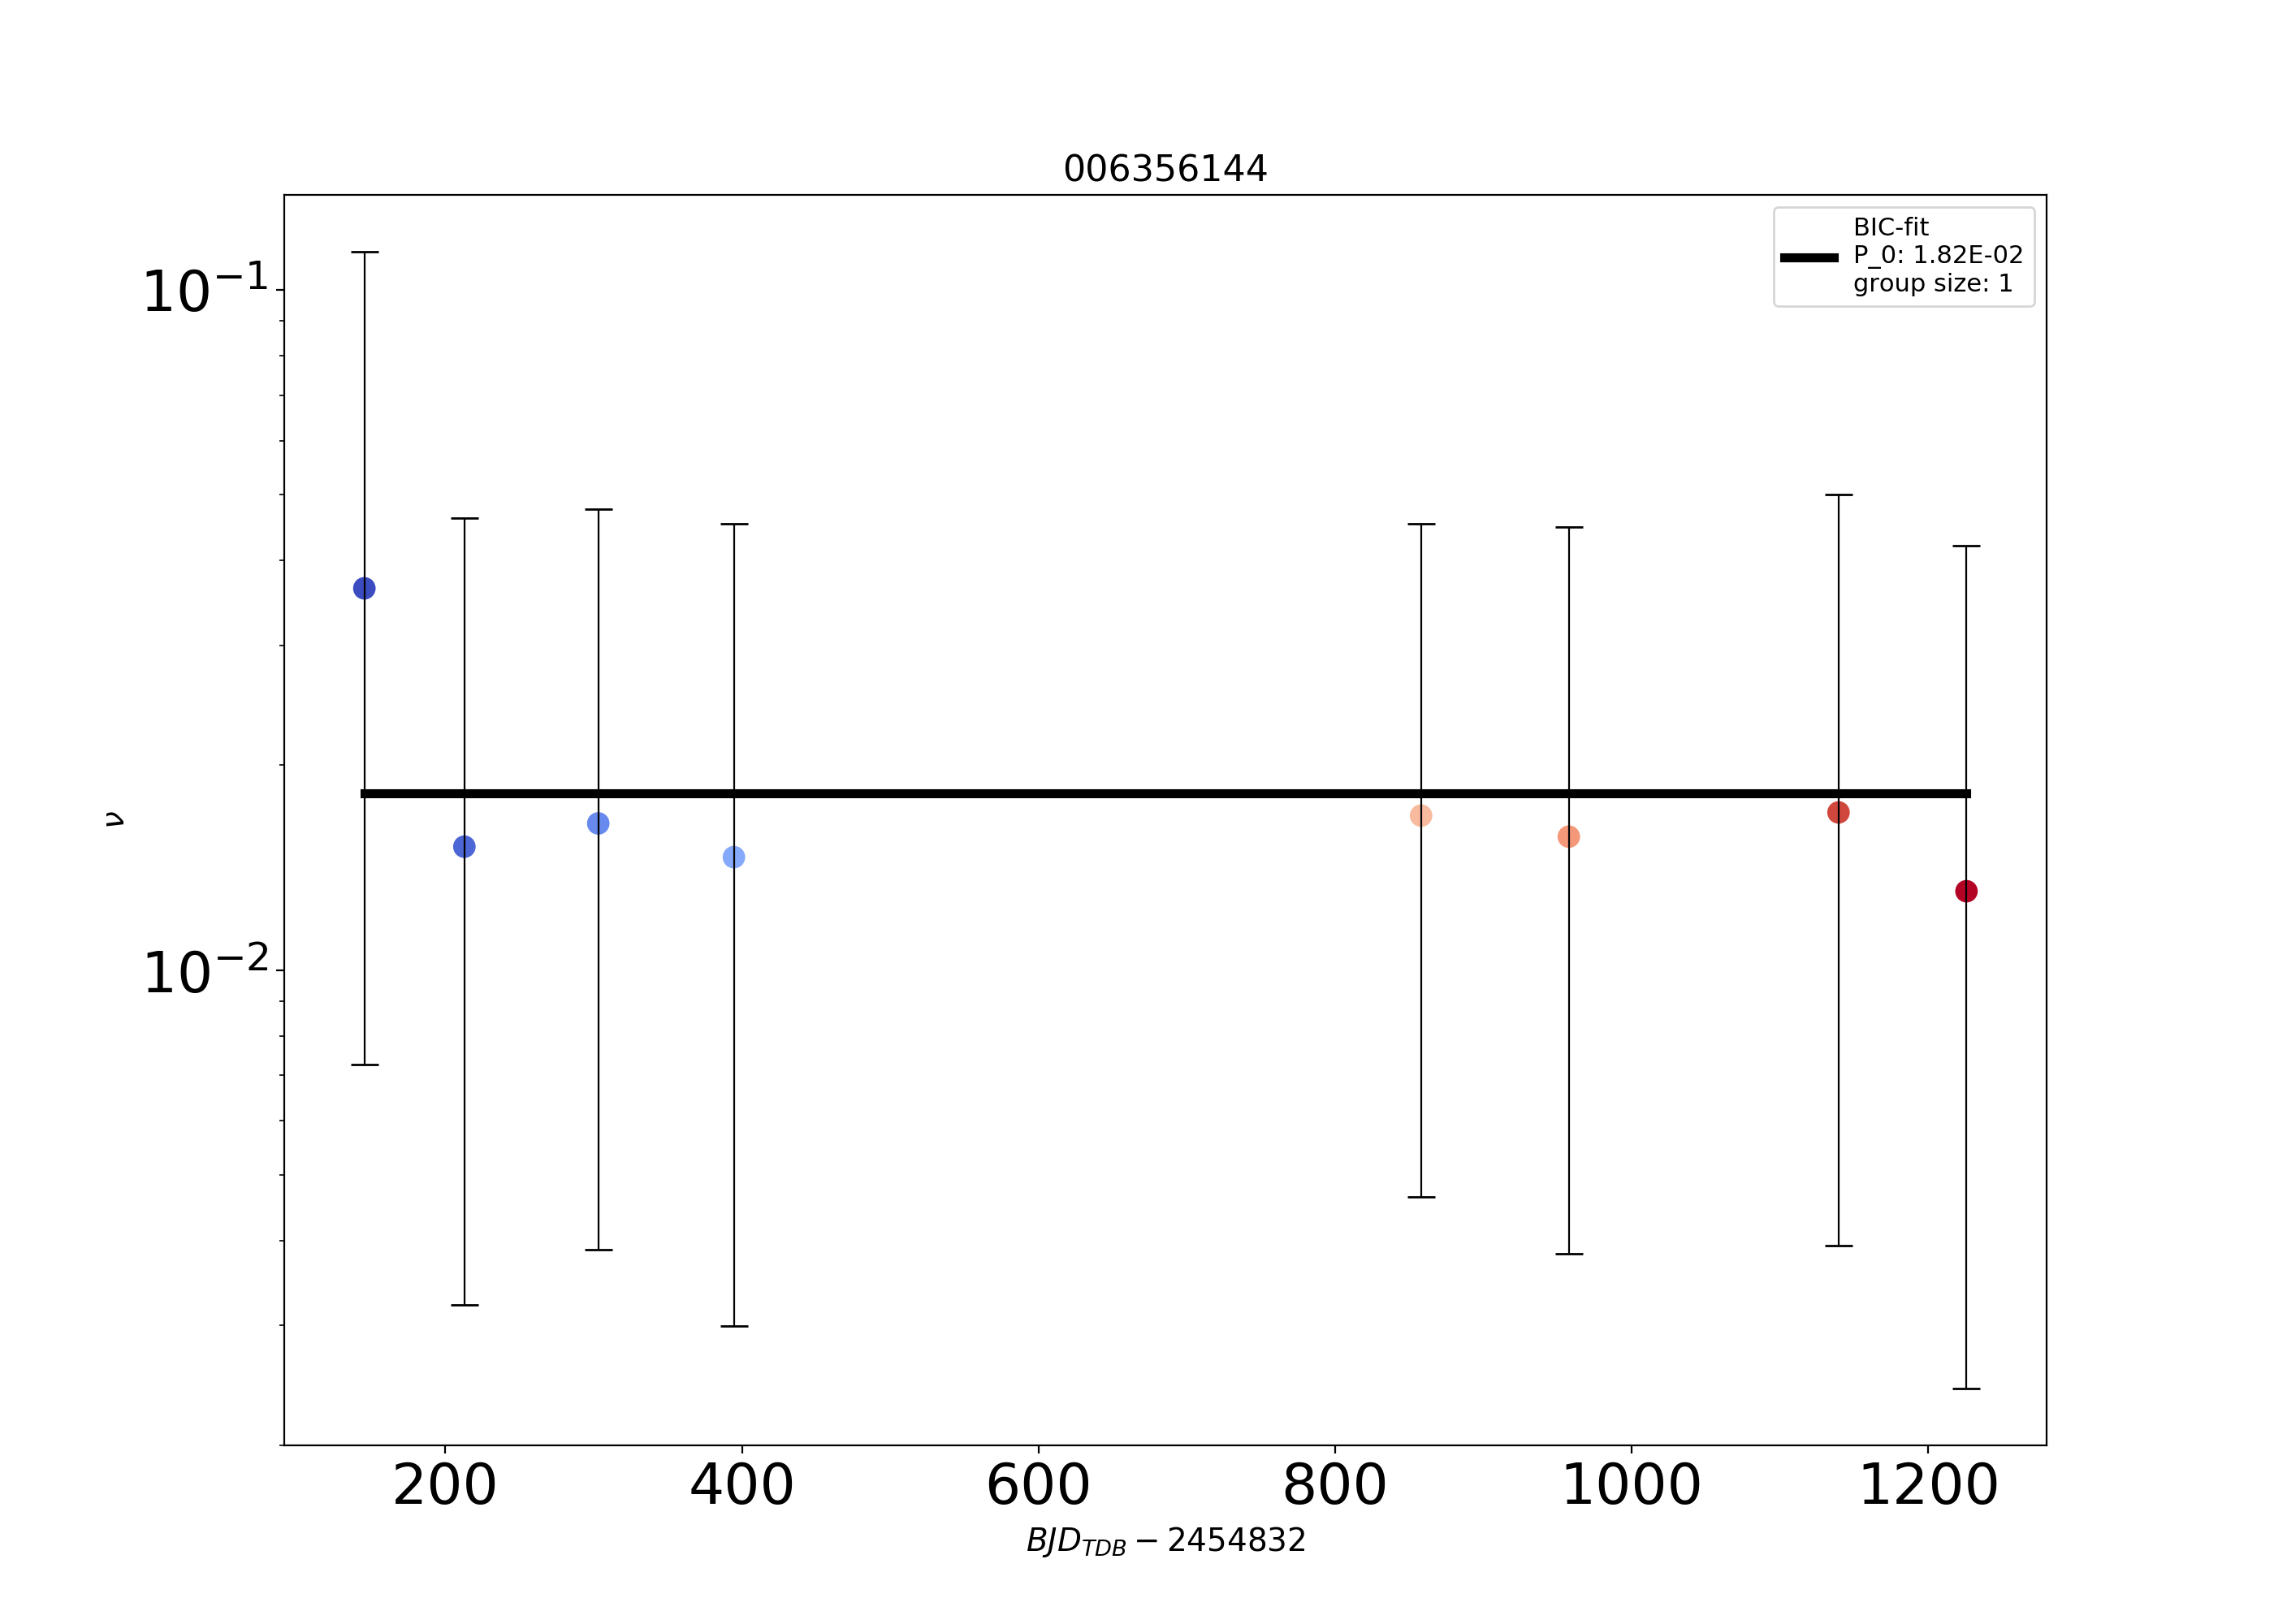 006356144
BIC-fit
P_0: 1.82E-02
group size: 1
10⁻¹
10⁻²
ν
200 400 600 800 1000 1200
BJD_TDB − 2454832